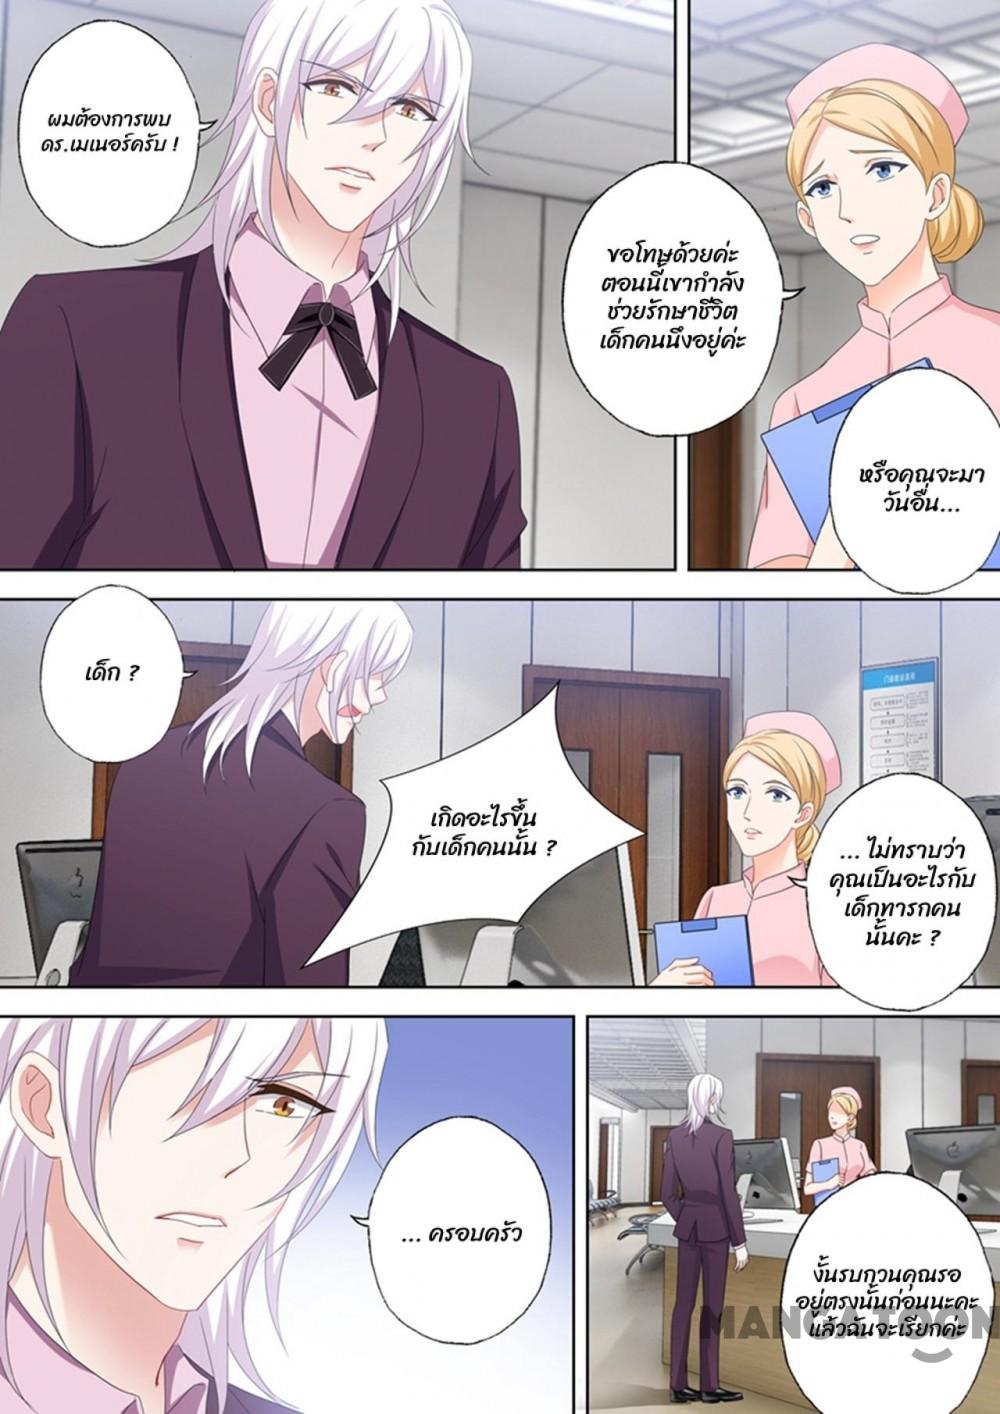 ผมต้องการพบ
ดร.เมเนอร์ครับ !
ขอโทษด้วยค่ะ
ตอนนี้เขากำลัง
ช่วยรักษาชีวิต
เด็กคนนึงอยู่ค่ะ
หรือคุณจะมา
วันอื่น...
เด็ก ?
เกิดอะไรขึ้น
กับเด็กคนนั้น ?
... ไม่ทราบว่า
คุณเป็นอะไรกับ
เด็กทารกคน
นั้นคะ ?
... ครอบครัว
งั้นรบกวนคุณรอ
อยู่ตรงนั้นก่อนนะคะ
แล้วฉันจะเรียกค่ะ
MANGATOON